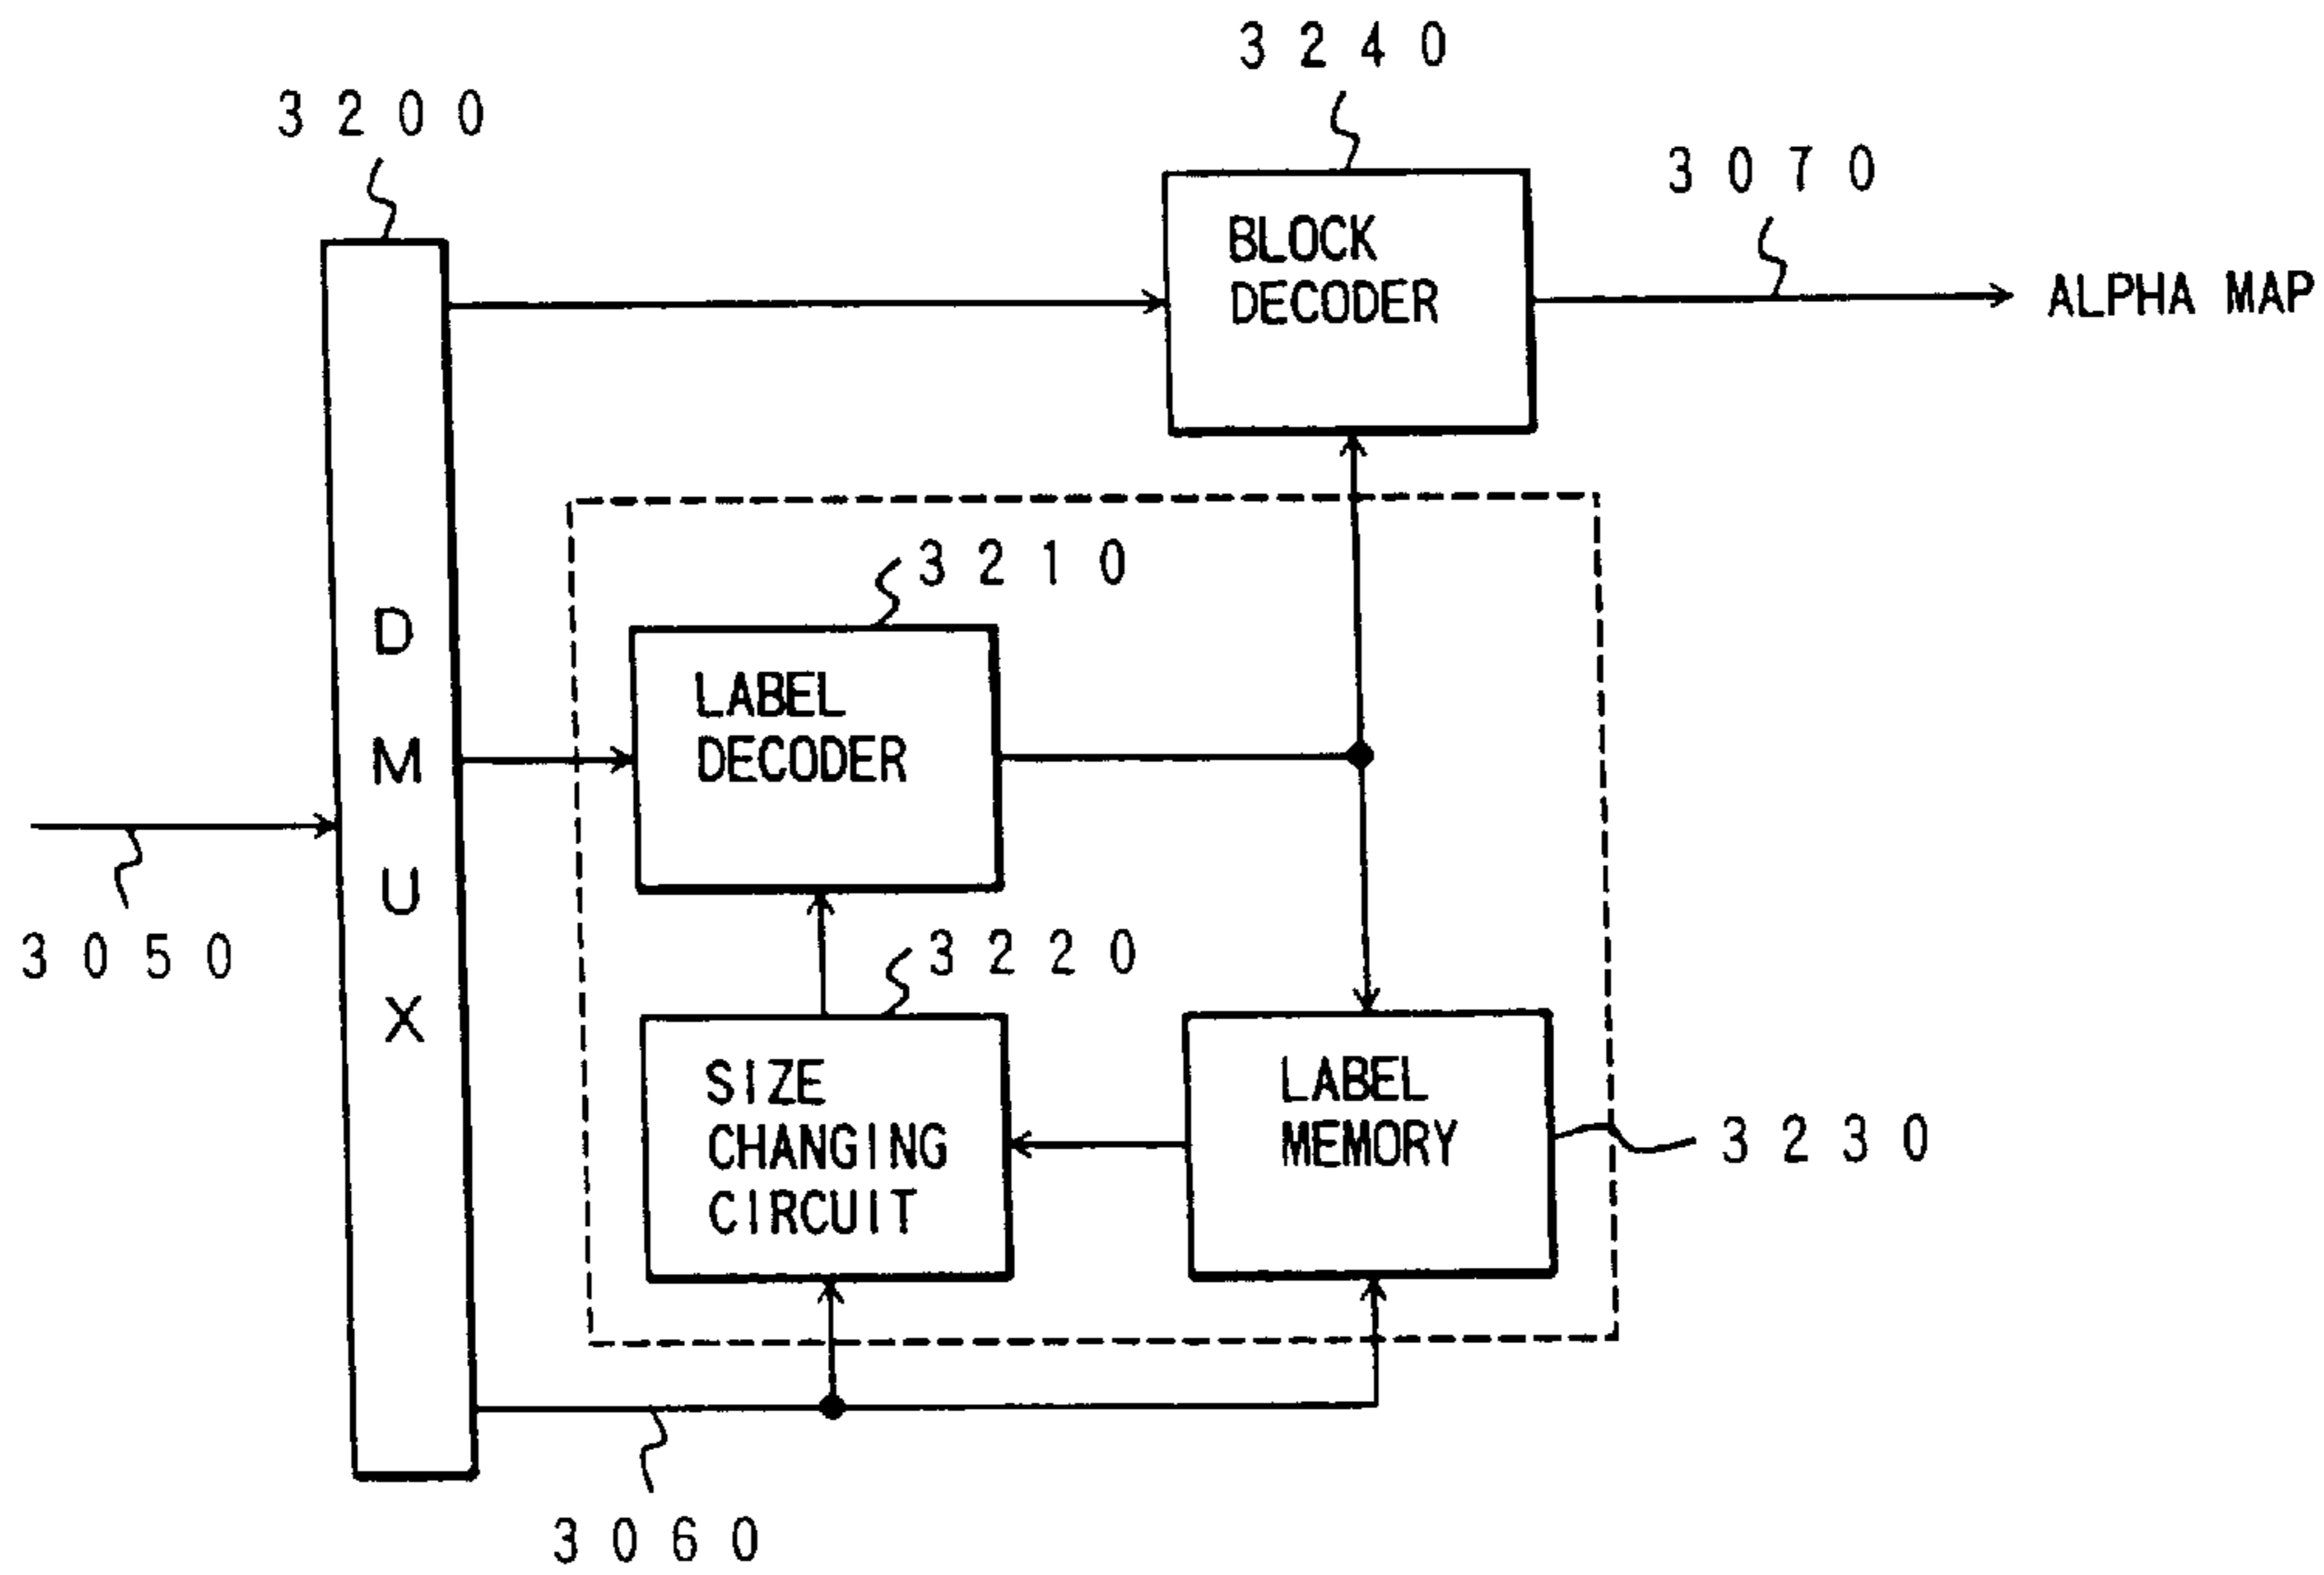 3240
3200
3070
BLOCK
DECODER
ALPHA MAP
3210
D
M
U
X
LABEL
DECODER
3050
3220
SIZE
CHANGING
CIRCUIT
LABEL
MEMORY
3230
3060